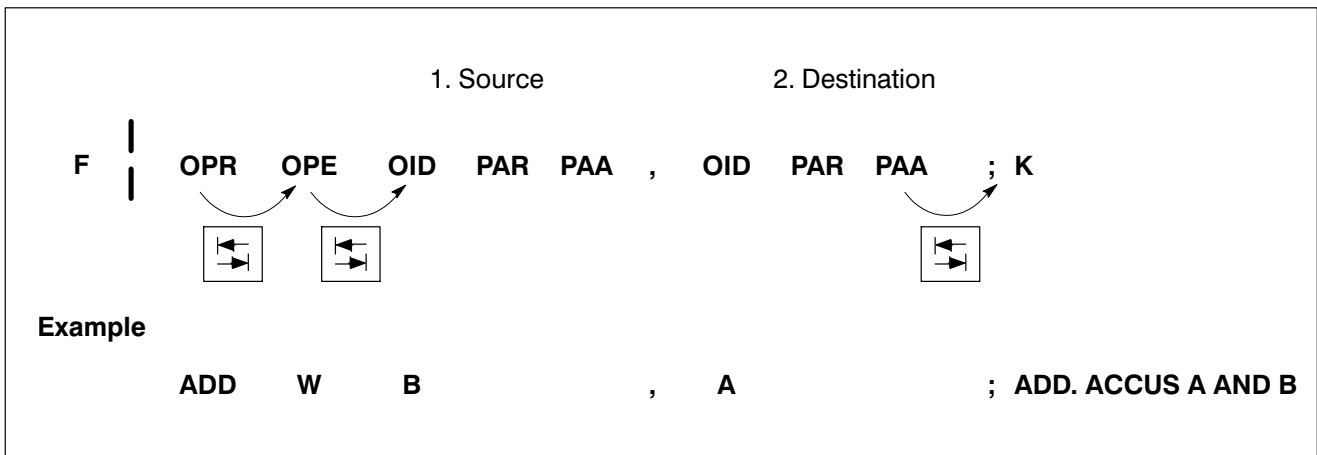 1. Source 2. Destination
F OPR OPE OID PAR PAA , OID PAR PAA ; K
Example
ADD W B , A ; ADD. ACCUS A AND B